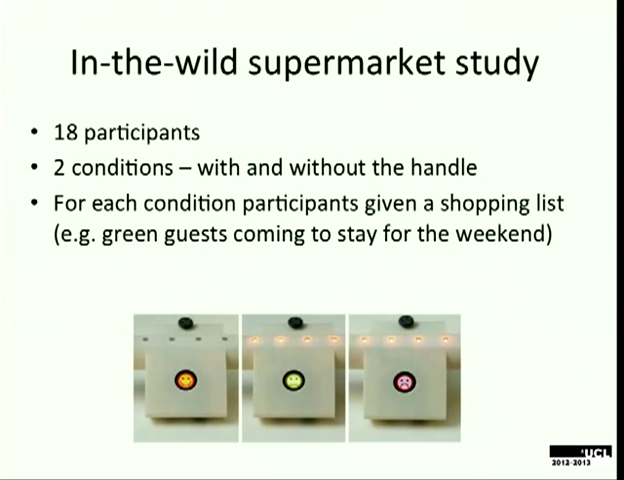 In-the-wild supermarket study
• 18 participants
• 2 conditions – with and without the handle
• For each condition participants given a shopping list
(e.g. green guests coming to stay for the weekend)
UCL
2012-2013